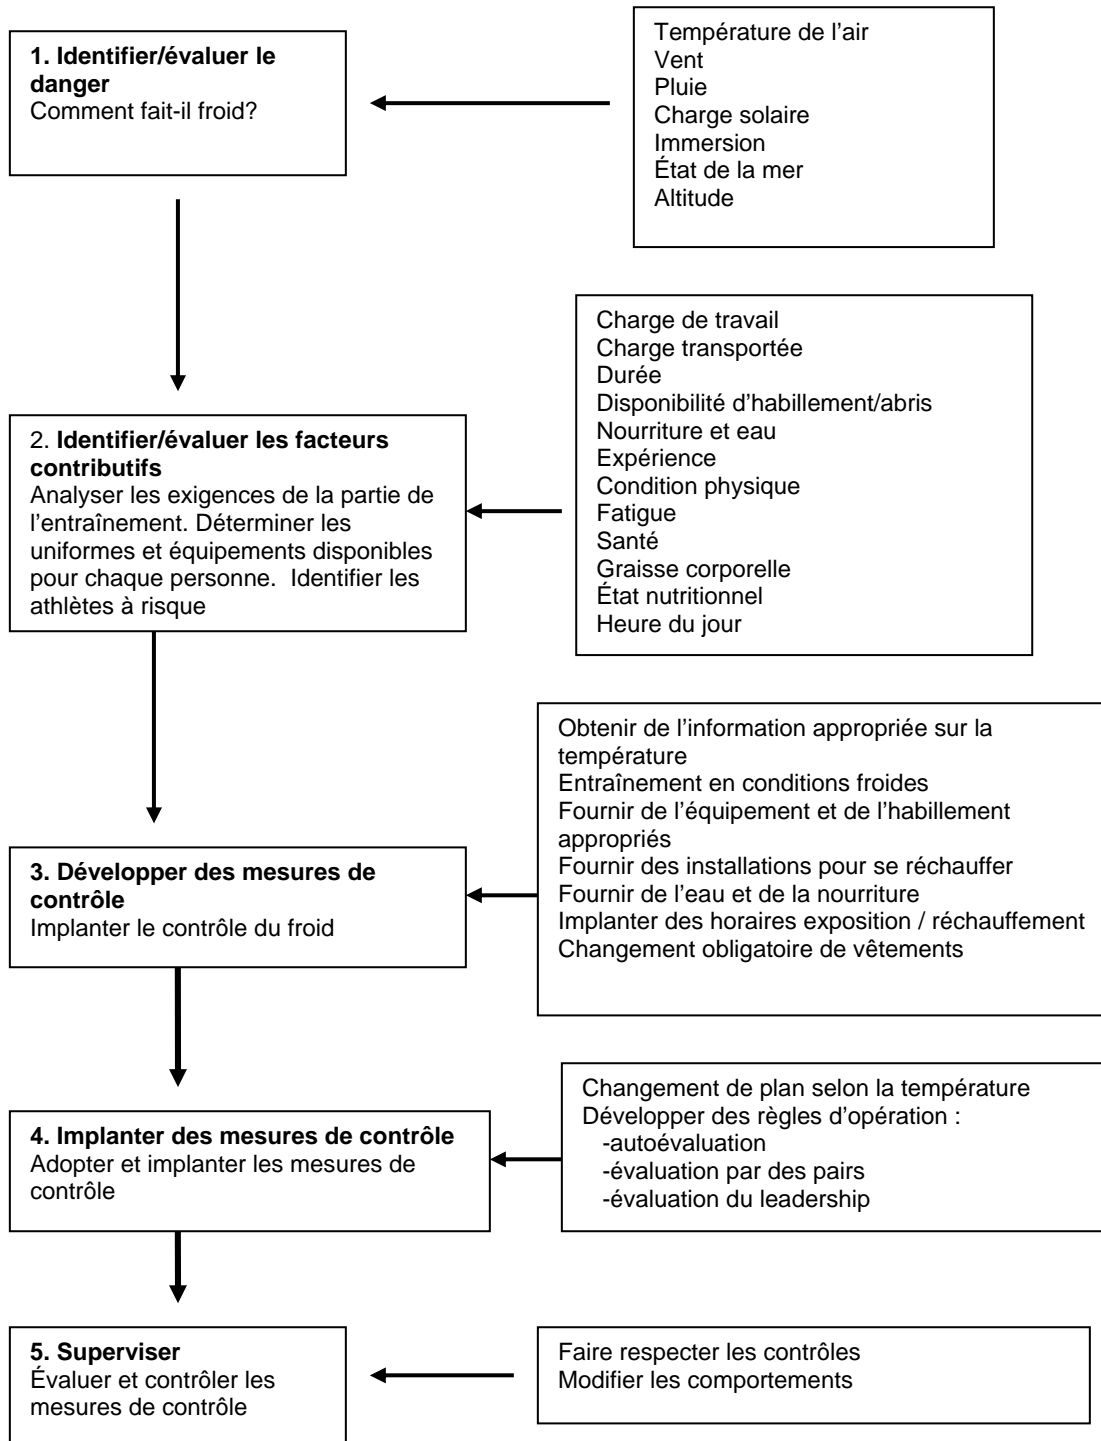 1. Identifier/évaluer le
danger
Comment fait-il froid?
Température de l'air
Vent
Pluie
Charge solaire
Immersion
État de la mer
Altitude
2. Identifier/évaluer les facteurs
contributifs
Analyser les exigences de la partie de
l'entraînement. Déterminer les
uniformes et équipements disponibles
pour chaque personne.  Identifier les
athlètes à risque
Charge de travail
Charge transportée
Durée
Disponibilité d'habillement/abris
Nourriture et eau
Expérience
Condition physique
Fatigue
Santé
Graisse corporelle
État nutritionnel
Heure du jour
3. Développer des mesures de
contrôle
Implanter le contrôle du froid
Obtenir de l'information appropriée sur la
température
Entraînement en conditions froides
Fournir de l'équipement et de l'habillement
appropriés
Fournir des installations pour se réchauffer
Fournir de l'eau et de la nourriture
Implanter des horaires exposition / réchauffement
Changement obligatoire de vêtements
4. Implanter des mesures de contrôle
Adopter et implanter les mesures de
contrôle
Changement de plan selon la température
Développer des règles d'opération :
-autoévaluation
-évaluation par des pairs
-évaluation du leadership
5. Superviser
Évaluer et contrôler les
mesures de contrôle
Faire respecter les contrôles
Modifier les comportements